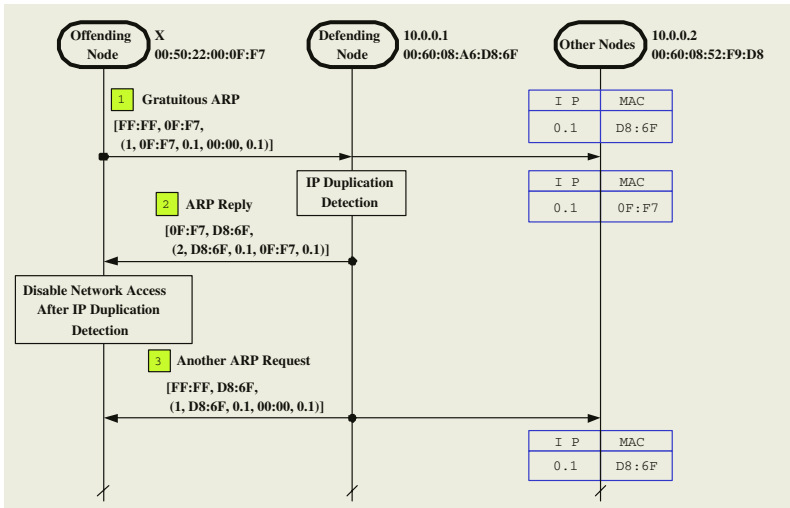 Offending
Node
X
00:50:22:00:0F:F7
Defending
Node
10.0.0.1
00:60:08:A6:D8:6F
Other Nodes
10.0.0.2
00:60:08:52:F9:D8
1 Gratuitous ARP
[FF:FF, 0F:F7,
(1, 0F:F7, 0.1, 00:00, 0.1)]
I P MAC
0.1 D8:6F
IP Duplication
Detection
I P MAC
0.1 0F:F7
2 ARP Reply
[0F:F7, D8:6F,
(2, D8:6F, 0.1, 0F:F7, 0.1)]
Disable Network Access
After IP Duplication
Detection
3 Another ARP Request
[FF:FF, D8:6F,
(1, D8:6F, 0.1, 00:00, 0.1)]
I P MAC
0.1 D8:6F